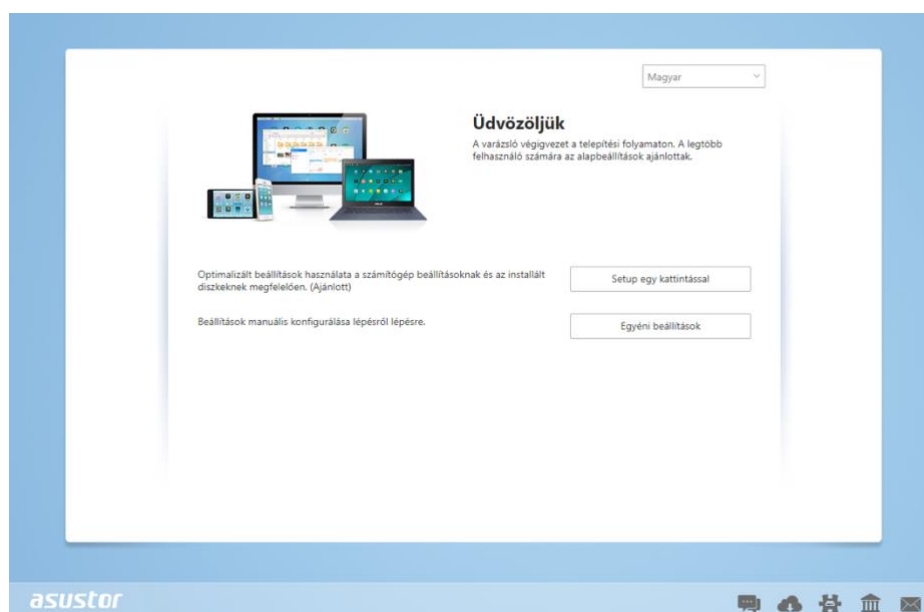 Magyar
Üdvözöljük
A varázsló végigvezet a telepítési folyamaton. A legtöbb
felhasználó számára az alapbeállítások ajánlottak.
Optimalizált beállítások használata a számítógép beállításoknak és az installált
diszkeknek megfelelően. (Ajánlott)
Setup egy kattintással
Beállítások manuális konfigurálása lépésről lépésre.
Egyéni beállítások
asustor